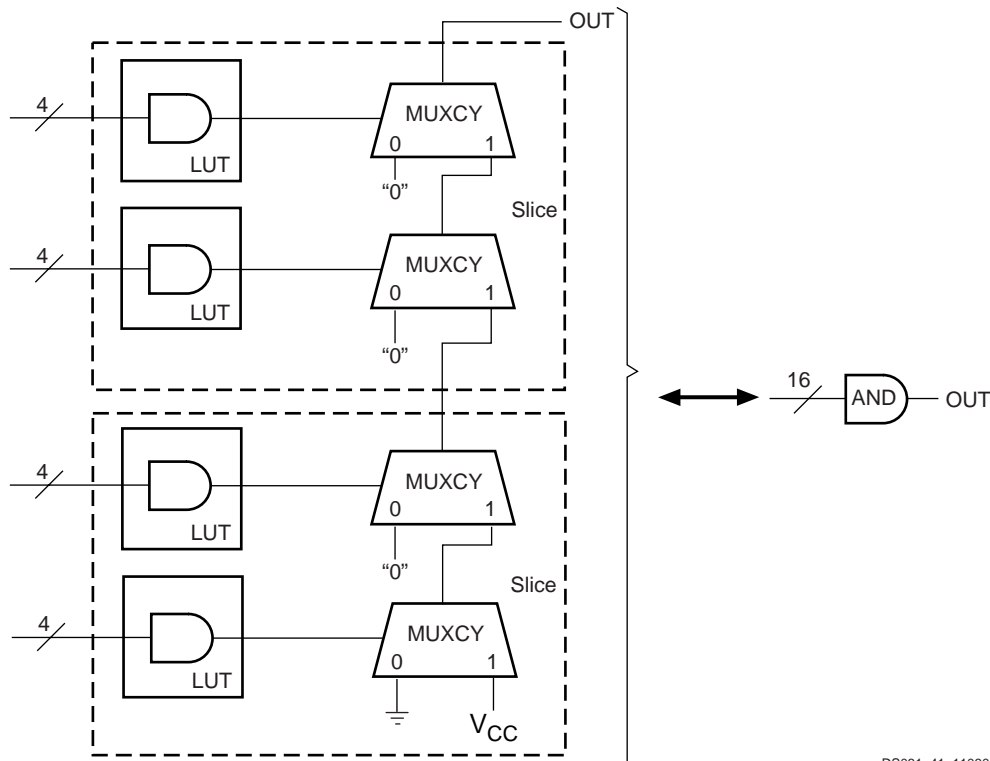 OUT
4
MUXCY
0 1
LUT
“0”
Slice
4
MUXCY
0 1
LUT
“0”
16
AND
OUT
4
MUXCY
0 1
LUT
“0”
Slice
4
MUXCY
0 1
LUT
VCC